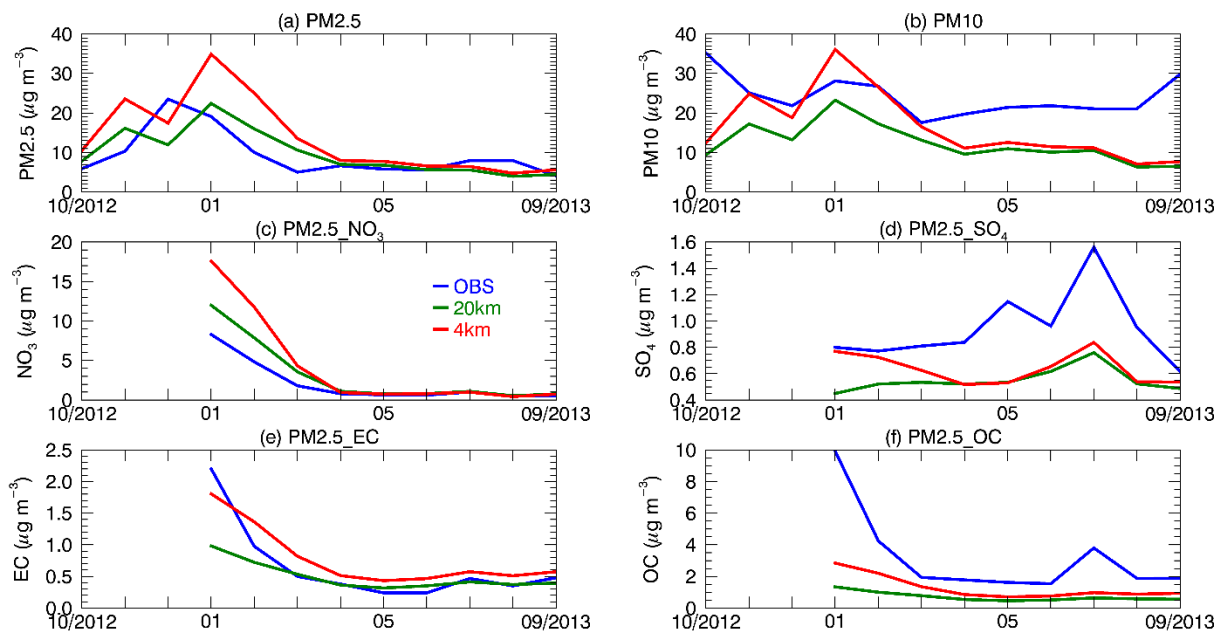 (a) PM2.5
PM2.5 (μg m⁻³)
40
30
20
10
0
10/2012 01 05 09/2013
(b) PM10
PM10 (μg m⁻³)
40
30
20
10
0
10/2012 01 05 09/2013
(c) PM2.5_NO₃
NO₃ (μg m⁻³)
20
15
10
5
0
OBS
20km
4km
10/2012 01 05 09/2013
(d) PM2.5_SO₄
SO₄ (μg m⁻³)
1.6
1.4
1.2
1.0
0.8
0.6
0.4
10/2012 01 05 09/2013
(e) PM2.5_EC
EC (μg m⁻³)
2.5
2.0
1.5
1.0
0.5
0.0
10/2012 01 05 09/2013
(f) PM2.5_OC
OC (μg m⁻³)
10
8
6
4
2
0
10/2012 01 05 09/2013